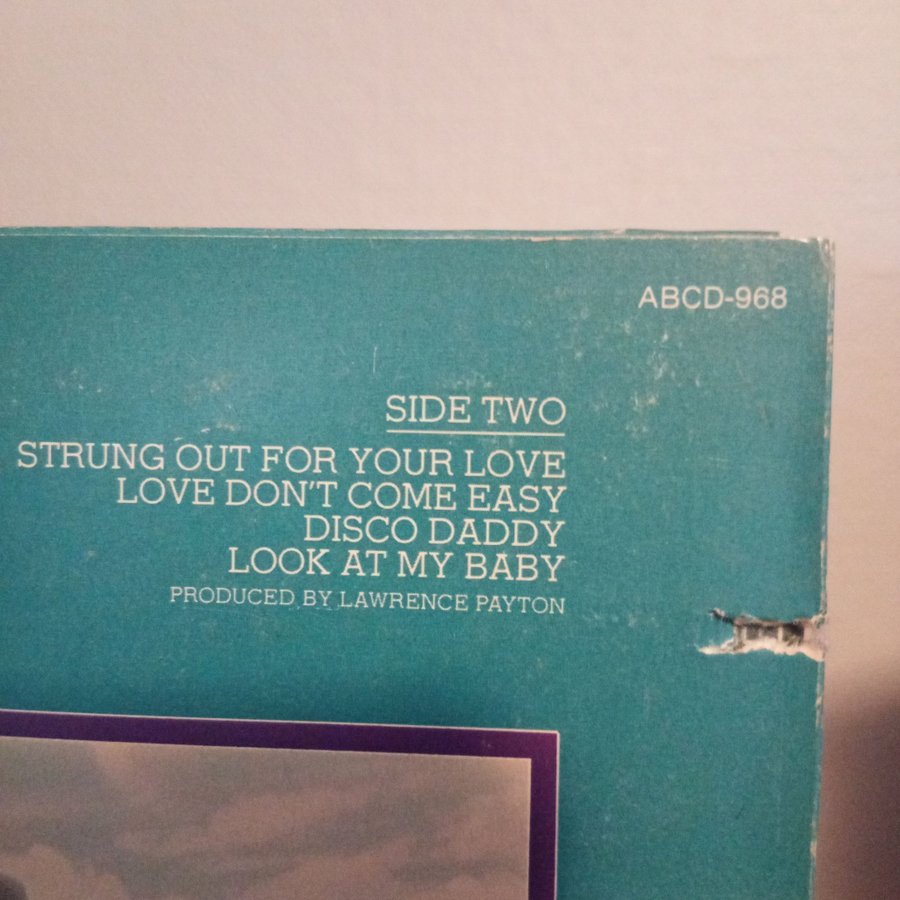 ABCD-968
SIDE TWO
STRUNG OUT FOR YOUR LOVE
LOVE DON'T COME EASY
DISCO DADDY
LOOK AT MY BABY
PRODUCED BY LAWRENCE PAYTON